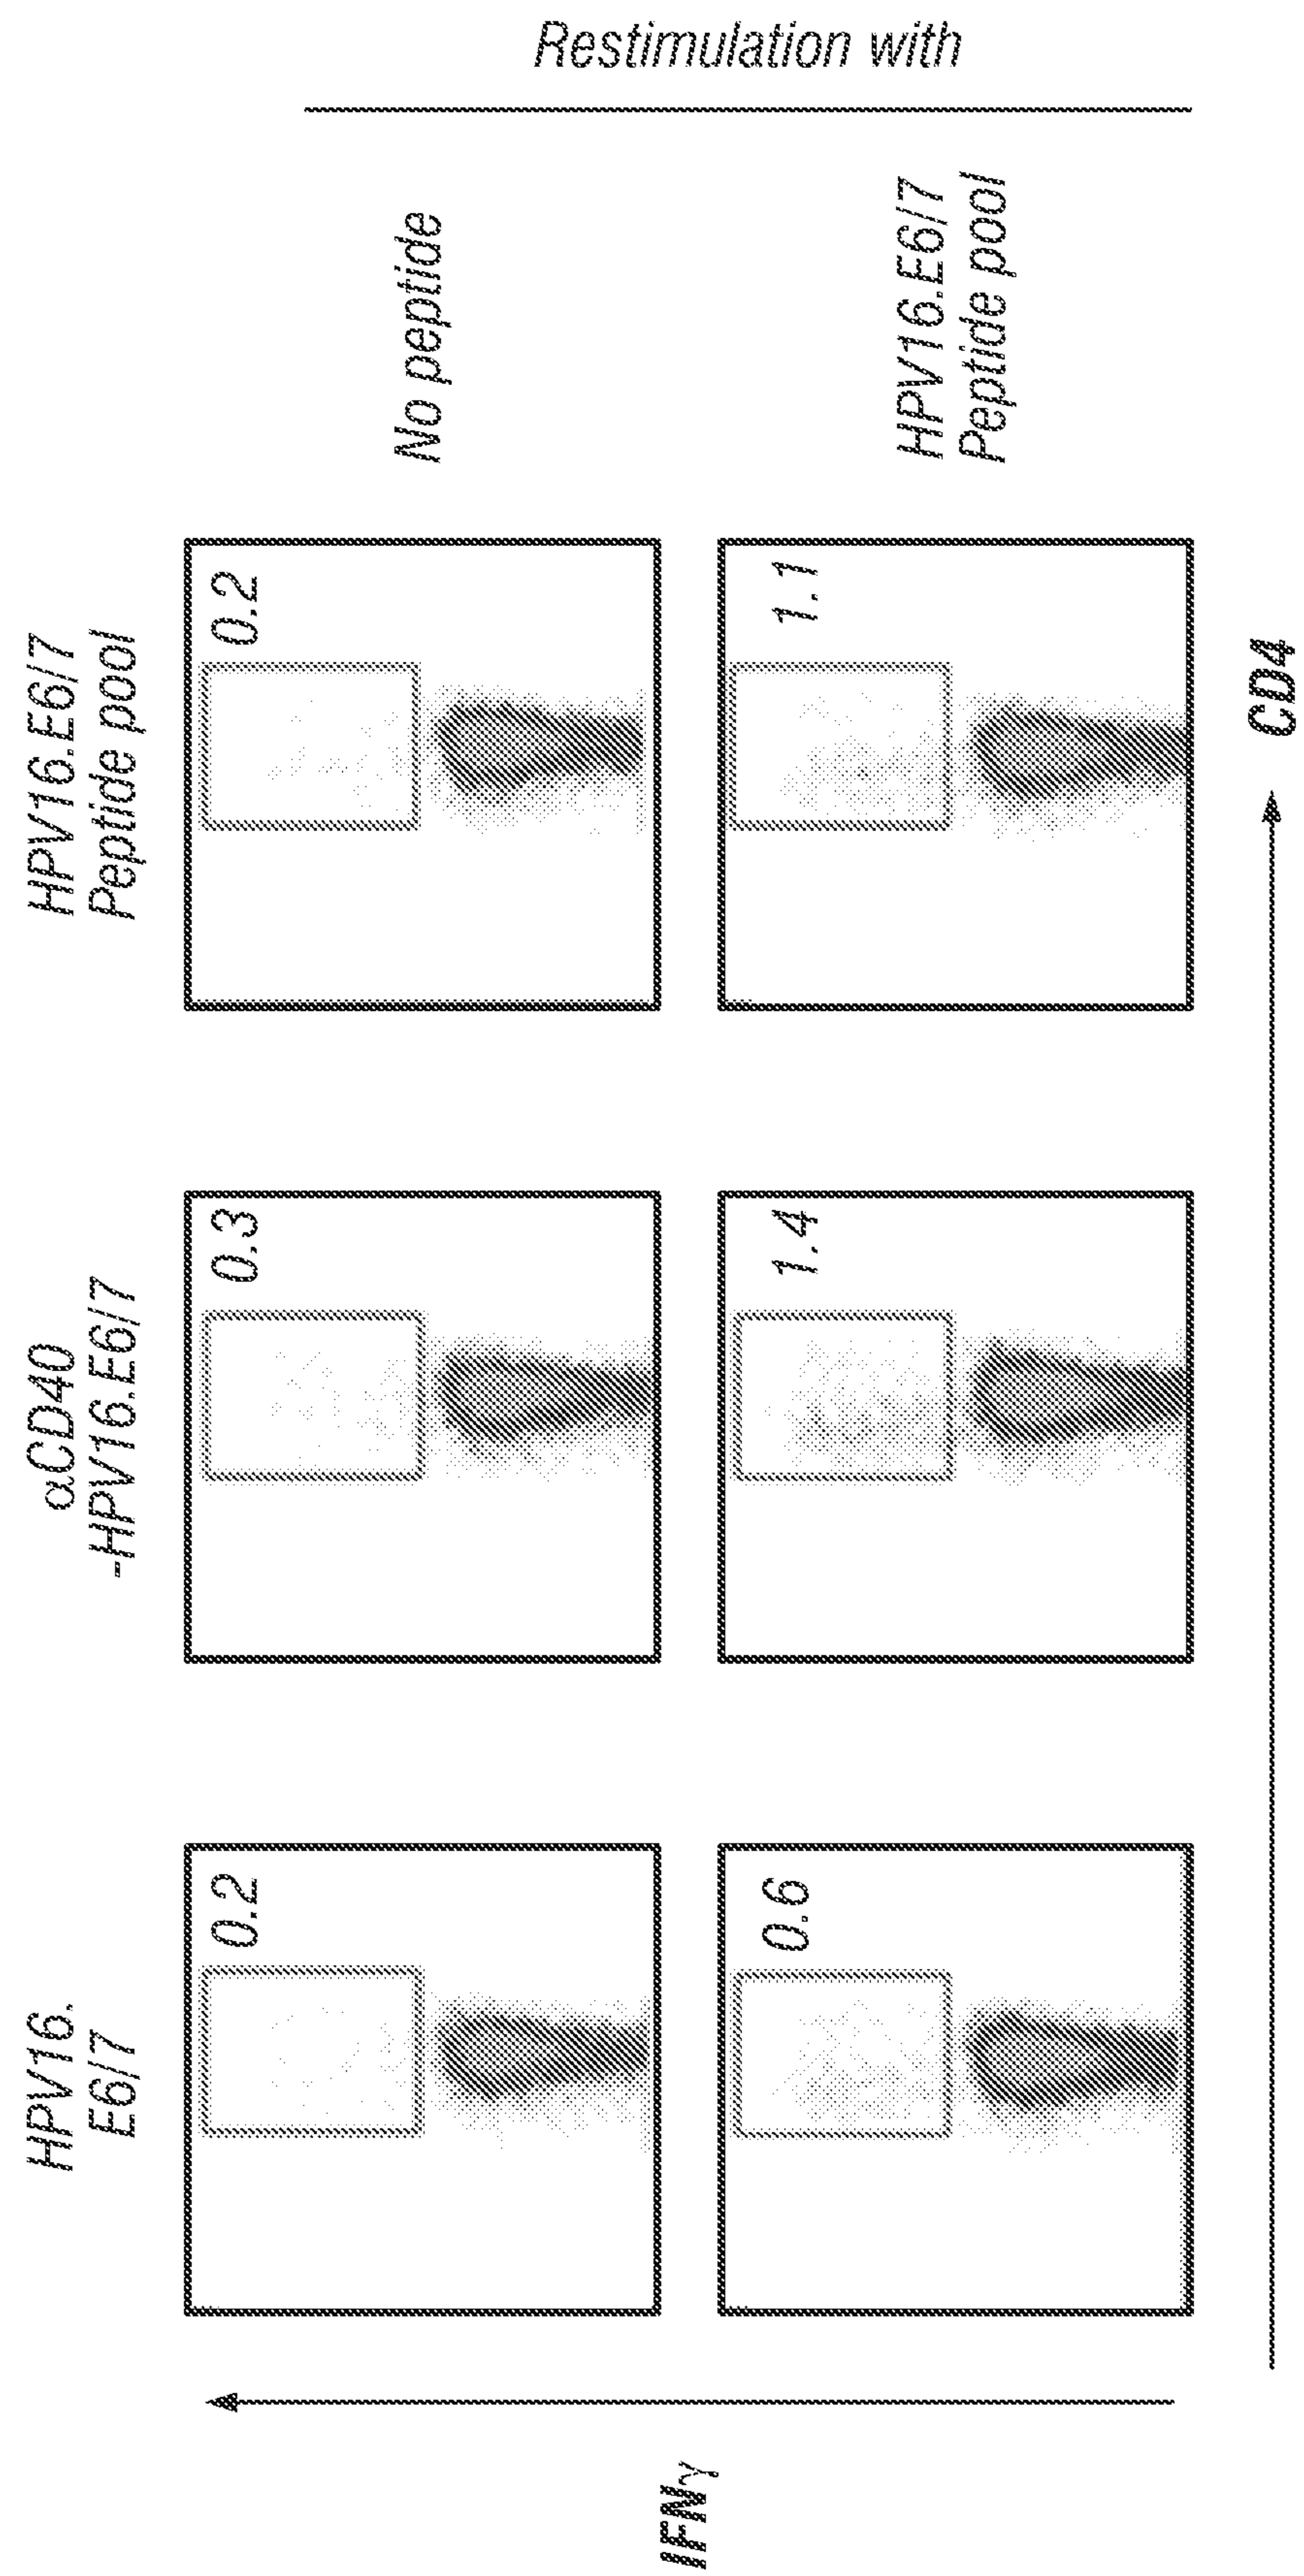 HPV16.
E6/7
αCD40
-HPV16.E6/7
HPV16.E6/7
Peptide pool
0.2
0.3
0.2
No peptide
Restimulation with
IFNγ
0.6
1.4
1.1
HPV16.E6/7
Peptide pool
CD4